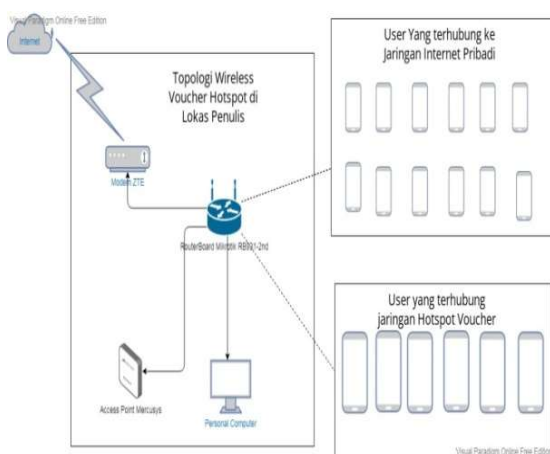 Visual Paradigm Online Free Edition
Internet
Topologi Wireless
Voucher Hotspot di
Lokas Penulis
Modem ZTE
RouterBoard Mikrotik RB931-2nd
Access Point Mercusys
Personal Computer
User Yang terhubung ke
Jaringan Internet Pribadi
User yang terhubung
jaringan Hotspot Voucher
Visual Paradigm Online Free Edition